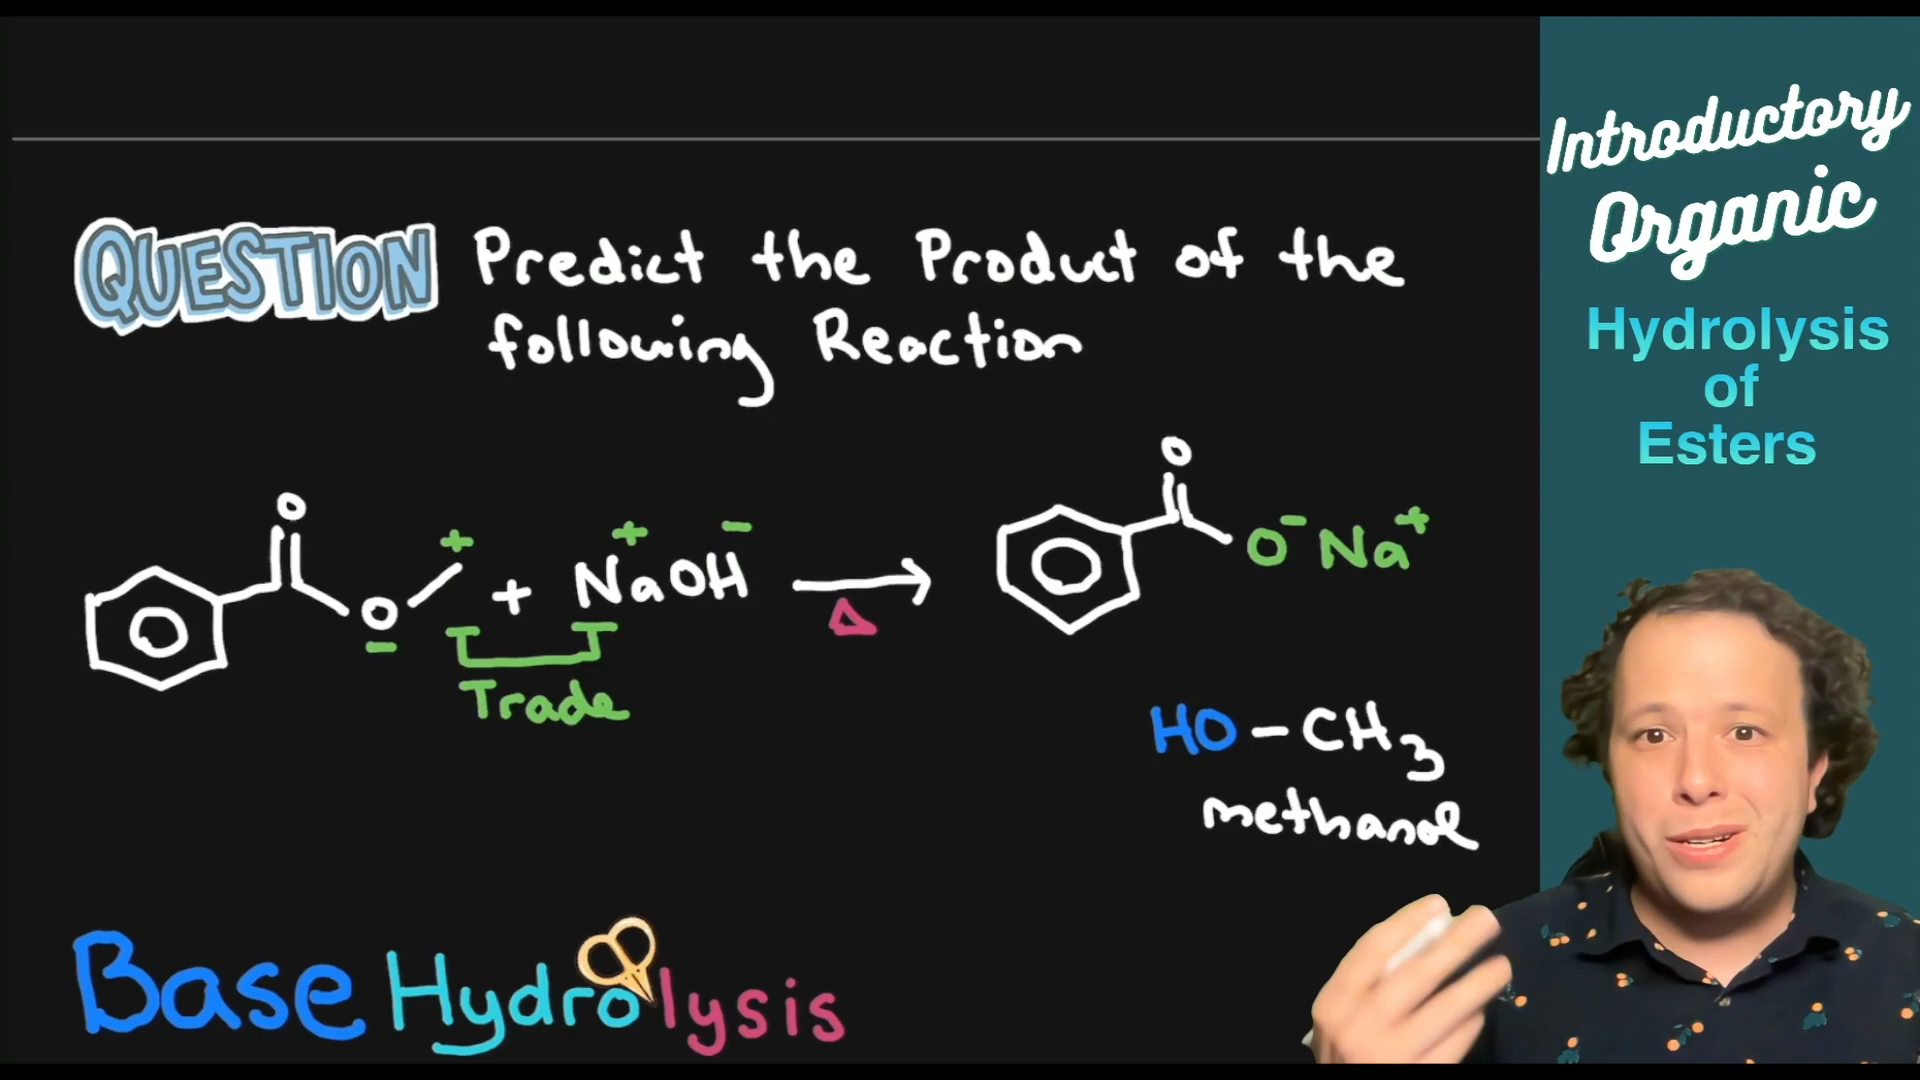 QUESTION Predict the Product of the
following Reaction
O
O
+
+
-
O
-
+
NaOH
Δ
O⁻ Na⁺
Trade
HO-CH₃
methanol
Base Hydrolysis
Introductory
Organic
Hydrolysis
of
Esters